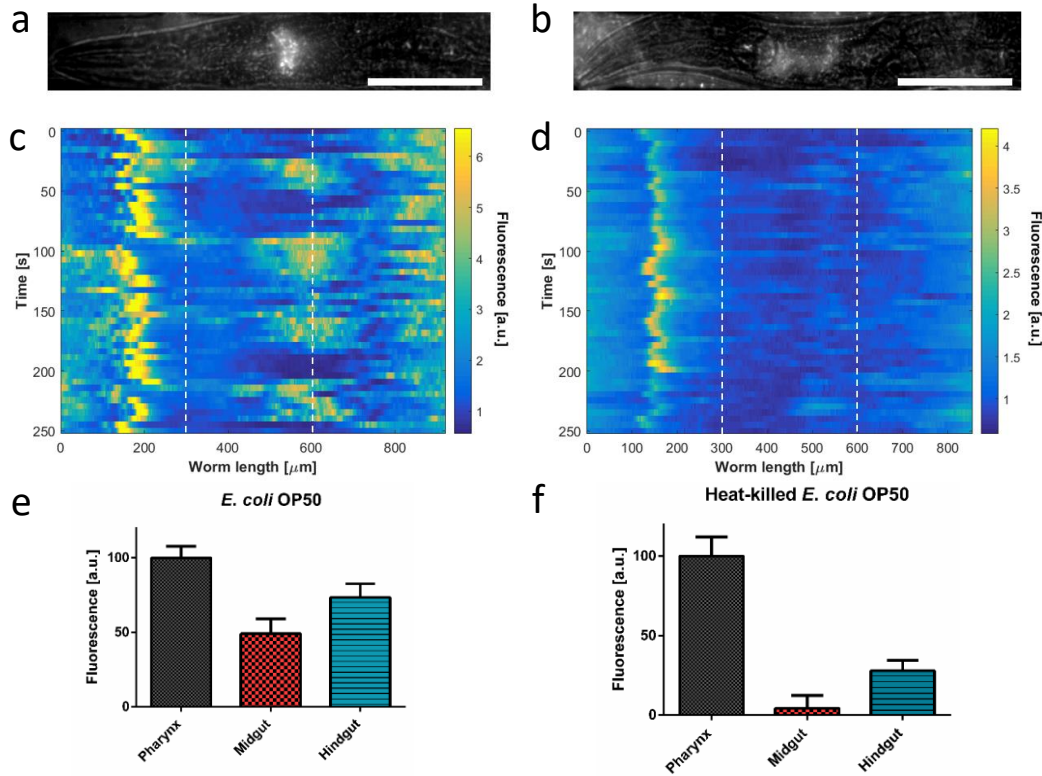 a
b
c
0
50
100
150
200
250
Time [s]
0
200
400
600
800
Worm length [μm]
6
5
4
3
2
1
Fluorescence [a.u.]
d
0
50
100
150
200
250
Time [s]
0
100
200
300
400
500
600
700
800
Worm length [μm]
4
3.5
3
2.5
2
1.5
1
Fluorescence [a.u.]
e
E. coli OP50
Fluorescence [a.u.]
100
50
0
Pharynx
Midgut
Hindgut
f
Heat-killed E. coli OP50
Fluorescence [a.u.]
100
50
0
Pharynx
Midgut
Hindgut